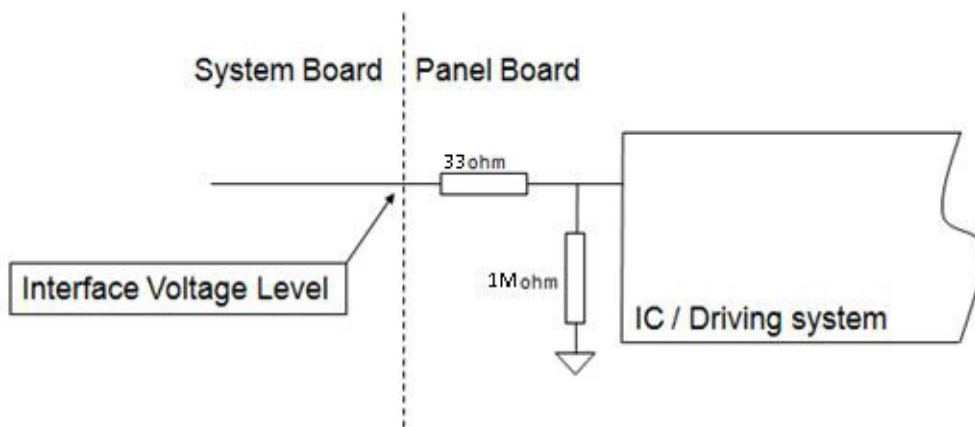 System Board
Panel Board
33ohm
1Mohm
Interface Voltage Level
IC / Driving system